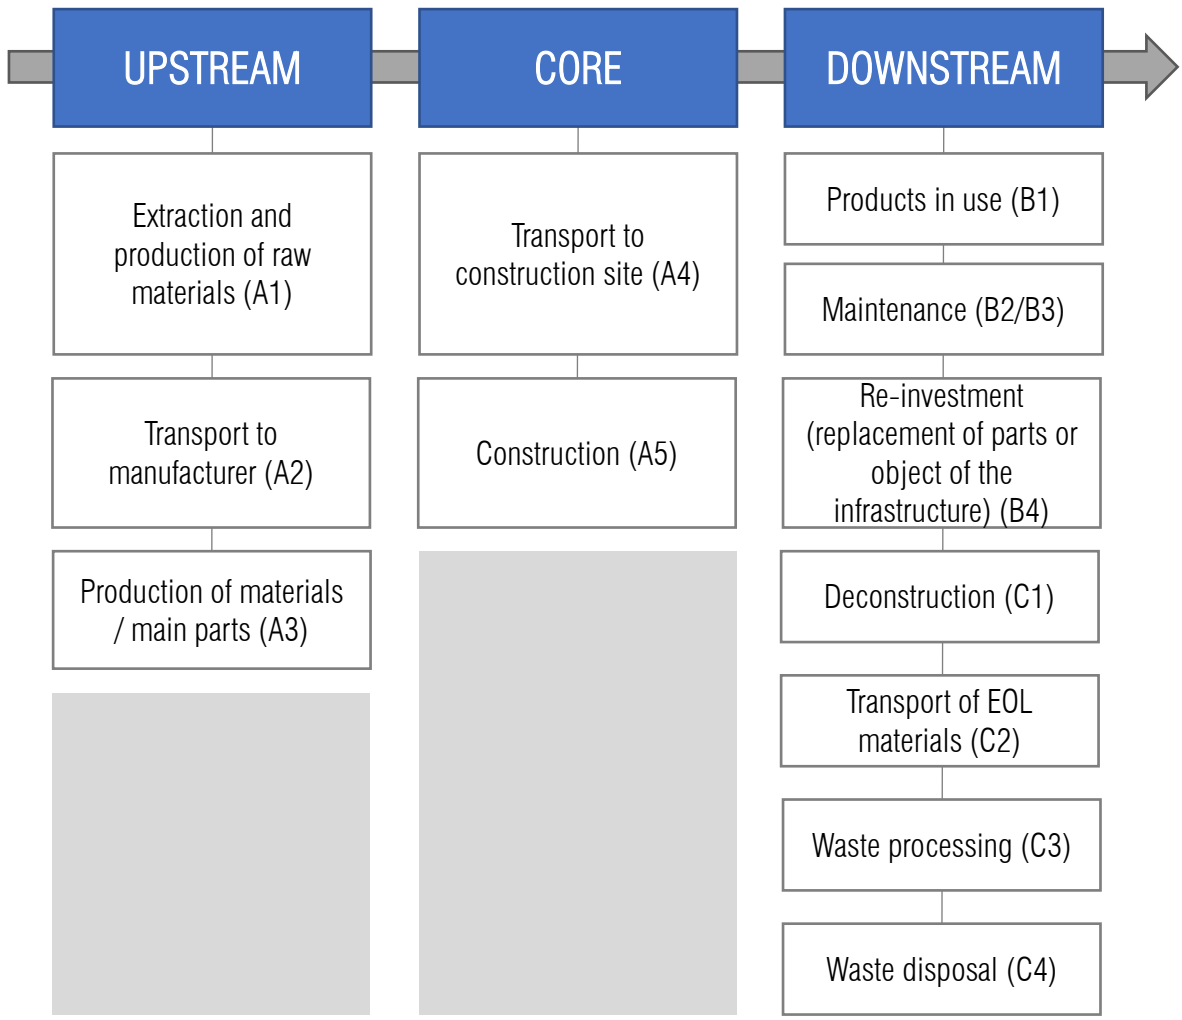 UPSTREAM
CORE
DOWNSTREAM
Extraction and
production of raw
materials (A1)
Transport to
manufacturer (A2)
Production of materials
/ main parts (A3)
Transport to
construction site (A4)
Construction (A5)
Products in use (B1)
Maintenance (B2/B3)
Re-investment
(replacement of parts or
object of the
infrastructure) (B4)
Deconstruction (C1)
Transport of EOL
materials (C2)
Waste processing (C3)
Waste disposal (C4)